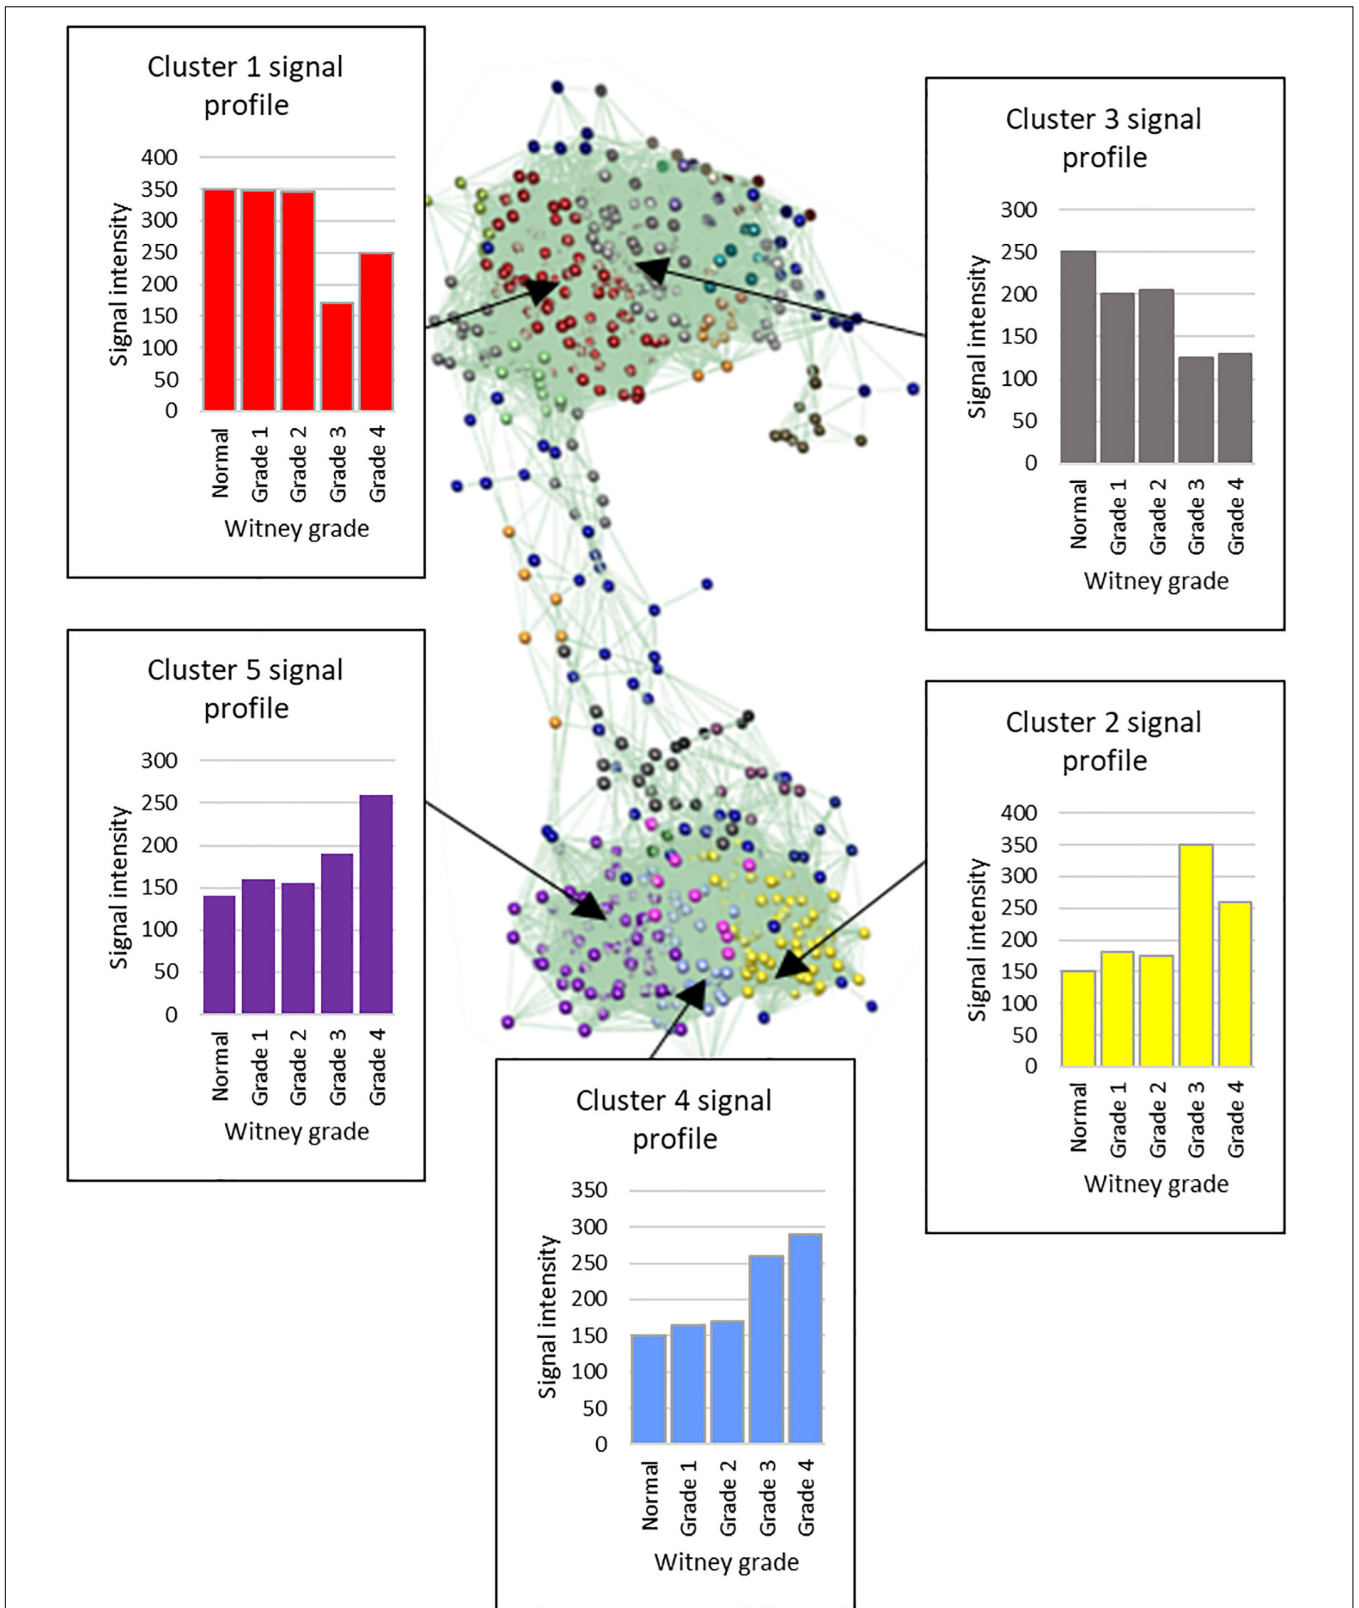 Cluster 1 signal
profile
400
350
300
250
200
150
100
50
0
Signal intensity
Normal
Grade 1
Grade 2
Grade 3
Grade 4
Witney grade
Cluster 3 signal
profile
300
250
200
150
100
50
0
Signal intensity
Normal
Grade 1
Grade 2
Grade 3
Grade 4
Witney grade
Cluster 5 signal
profile
300
250
200
150
100
50
0
Signal intensity
Normal
Grade 1
Grade 2
Grade 3
Grade 4
Witney grade
Cluster 2 signal
profile
400
350
300
250
200
150
100
50
0
Signal intensity
Normal
Grade 1
Grade 2
Grade 3
Grade 4
Witney grade
Cluster 4 signal
profile
350
300
250
200
150
100
50
0
Signal intensity
Normal
Grade 1
Grade 2
Grade 3
Grade 4
Witney grade